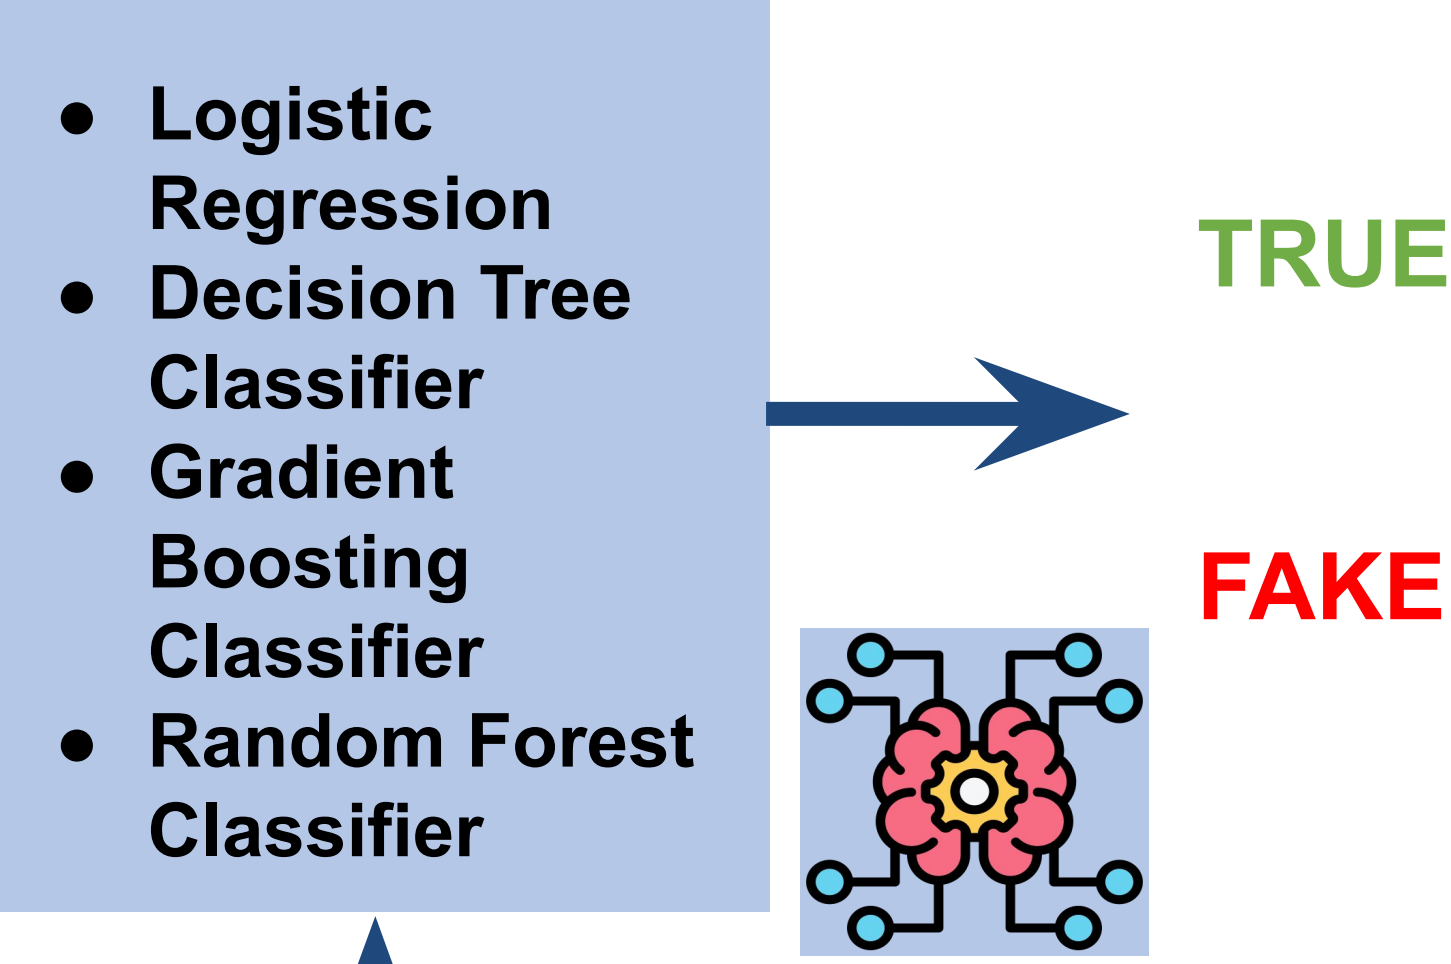 ● Logistic
Regression
● Decision Tree
Classifier
● Gradient
Boosting
Classifier
● Random Forest
Classifier
TRUE
FAKE